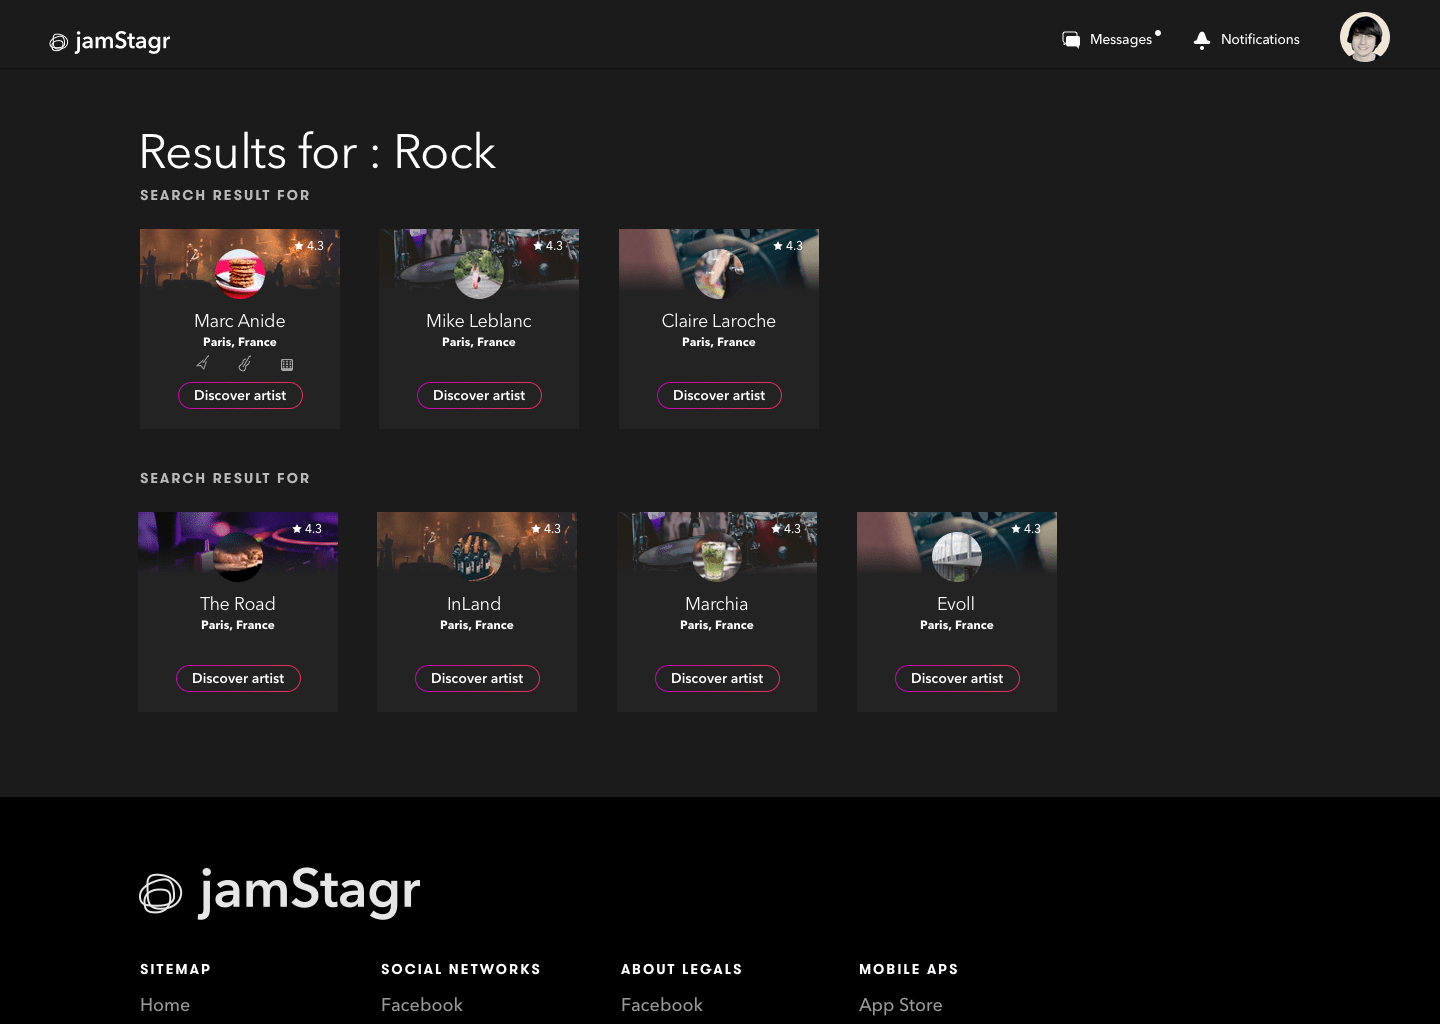 jamStagr
Messages
Notifications
Results for : Rock
SEARCH RESULT FOR
4.3
4.3
4.3
Marc Anide
Paris, France
Discover artist
Mike Leblanc
Paris, France
Discover artist
Claire Laroche
Paris, France
Discover artist
SEARCH RESULT FOR
4.3
4.3
4.3
4.3
The Road
Paris, France
Discover artist
InLand
Paris, France
Discover artist
Marchia
Paris, France
Discover artist
Evoll
Paris, France
Discover artist
jamStagr
SITEMAP
Home
SOCIAL NETWORKS
Facebook
ABOUT LEGALS
Facebook
MOBILE APS
App Store